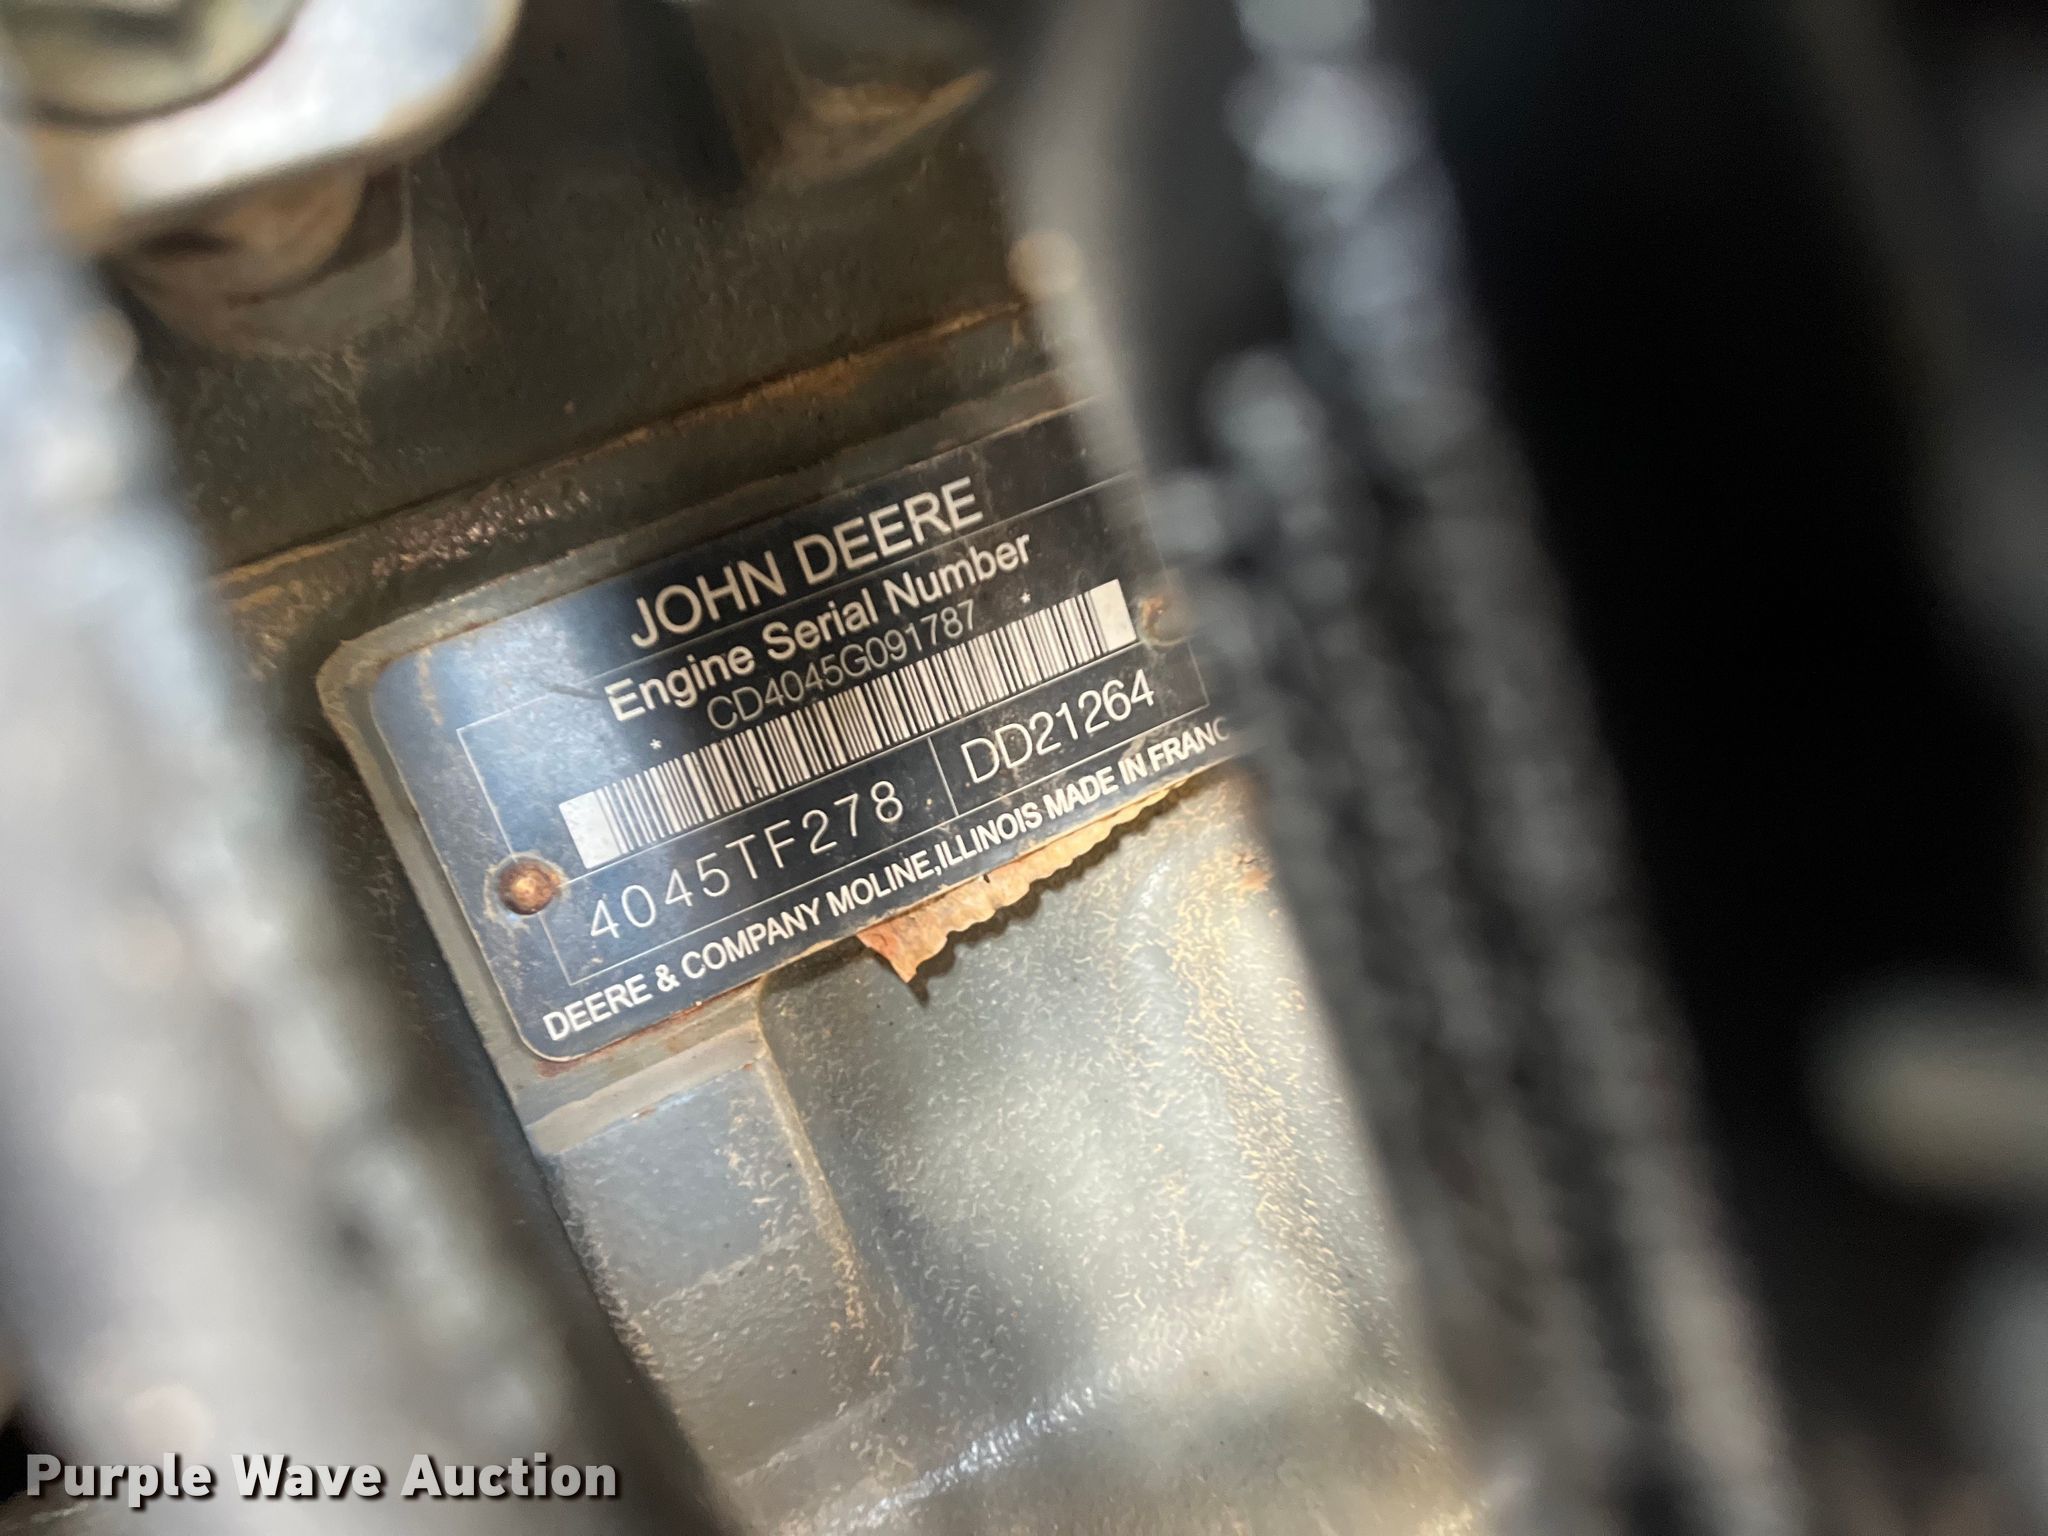 JOHN DEERE
Engine Serial Number
CD4045G091787
* *
4045TF278 DD21264
DEERE & COMPANY MOLINE, ILLINOIS MADE IN FRANC
Purple Wave Auction